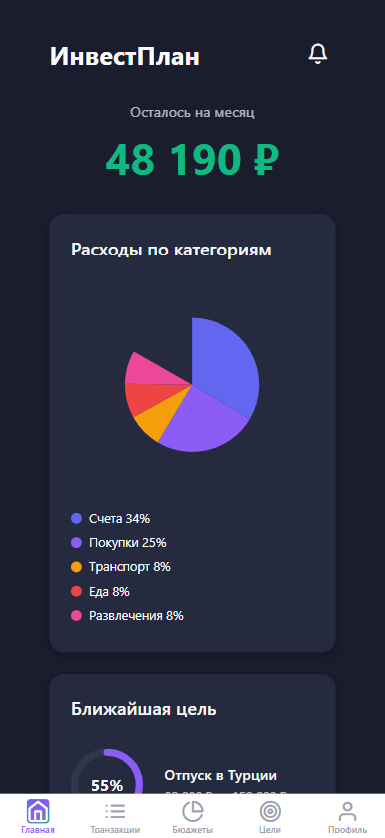 ИнвестПлан
Осталось на месяц
48 190 ₽
Расходы по категориям
Счета 34%
Покупки 25%
Транспорт 8%
Еда 8%
Развлечения 8%
Ближайшая цель
55%
Отпуск в Турции
Главная
Транзакции
Бюджеты
Цели
Профиль